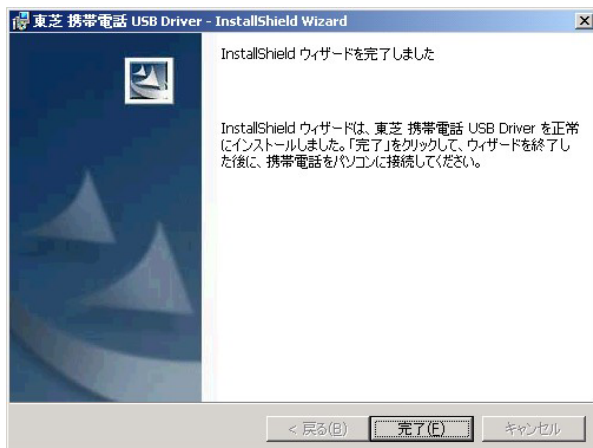 東芝 携帯電話 USB Driver - InstallShield Wizard
InstallShield ウィザードを完了しました
InstallShield ウィザードは、東芝 携帯電話 USB Driver を正常
にインストールしました。「完了」をクリックして、ウィザードを終了し
た後に、携帯電話をパソコンに接続してください。
< 戻る(B)
完了(F)
キャンセル